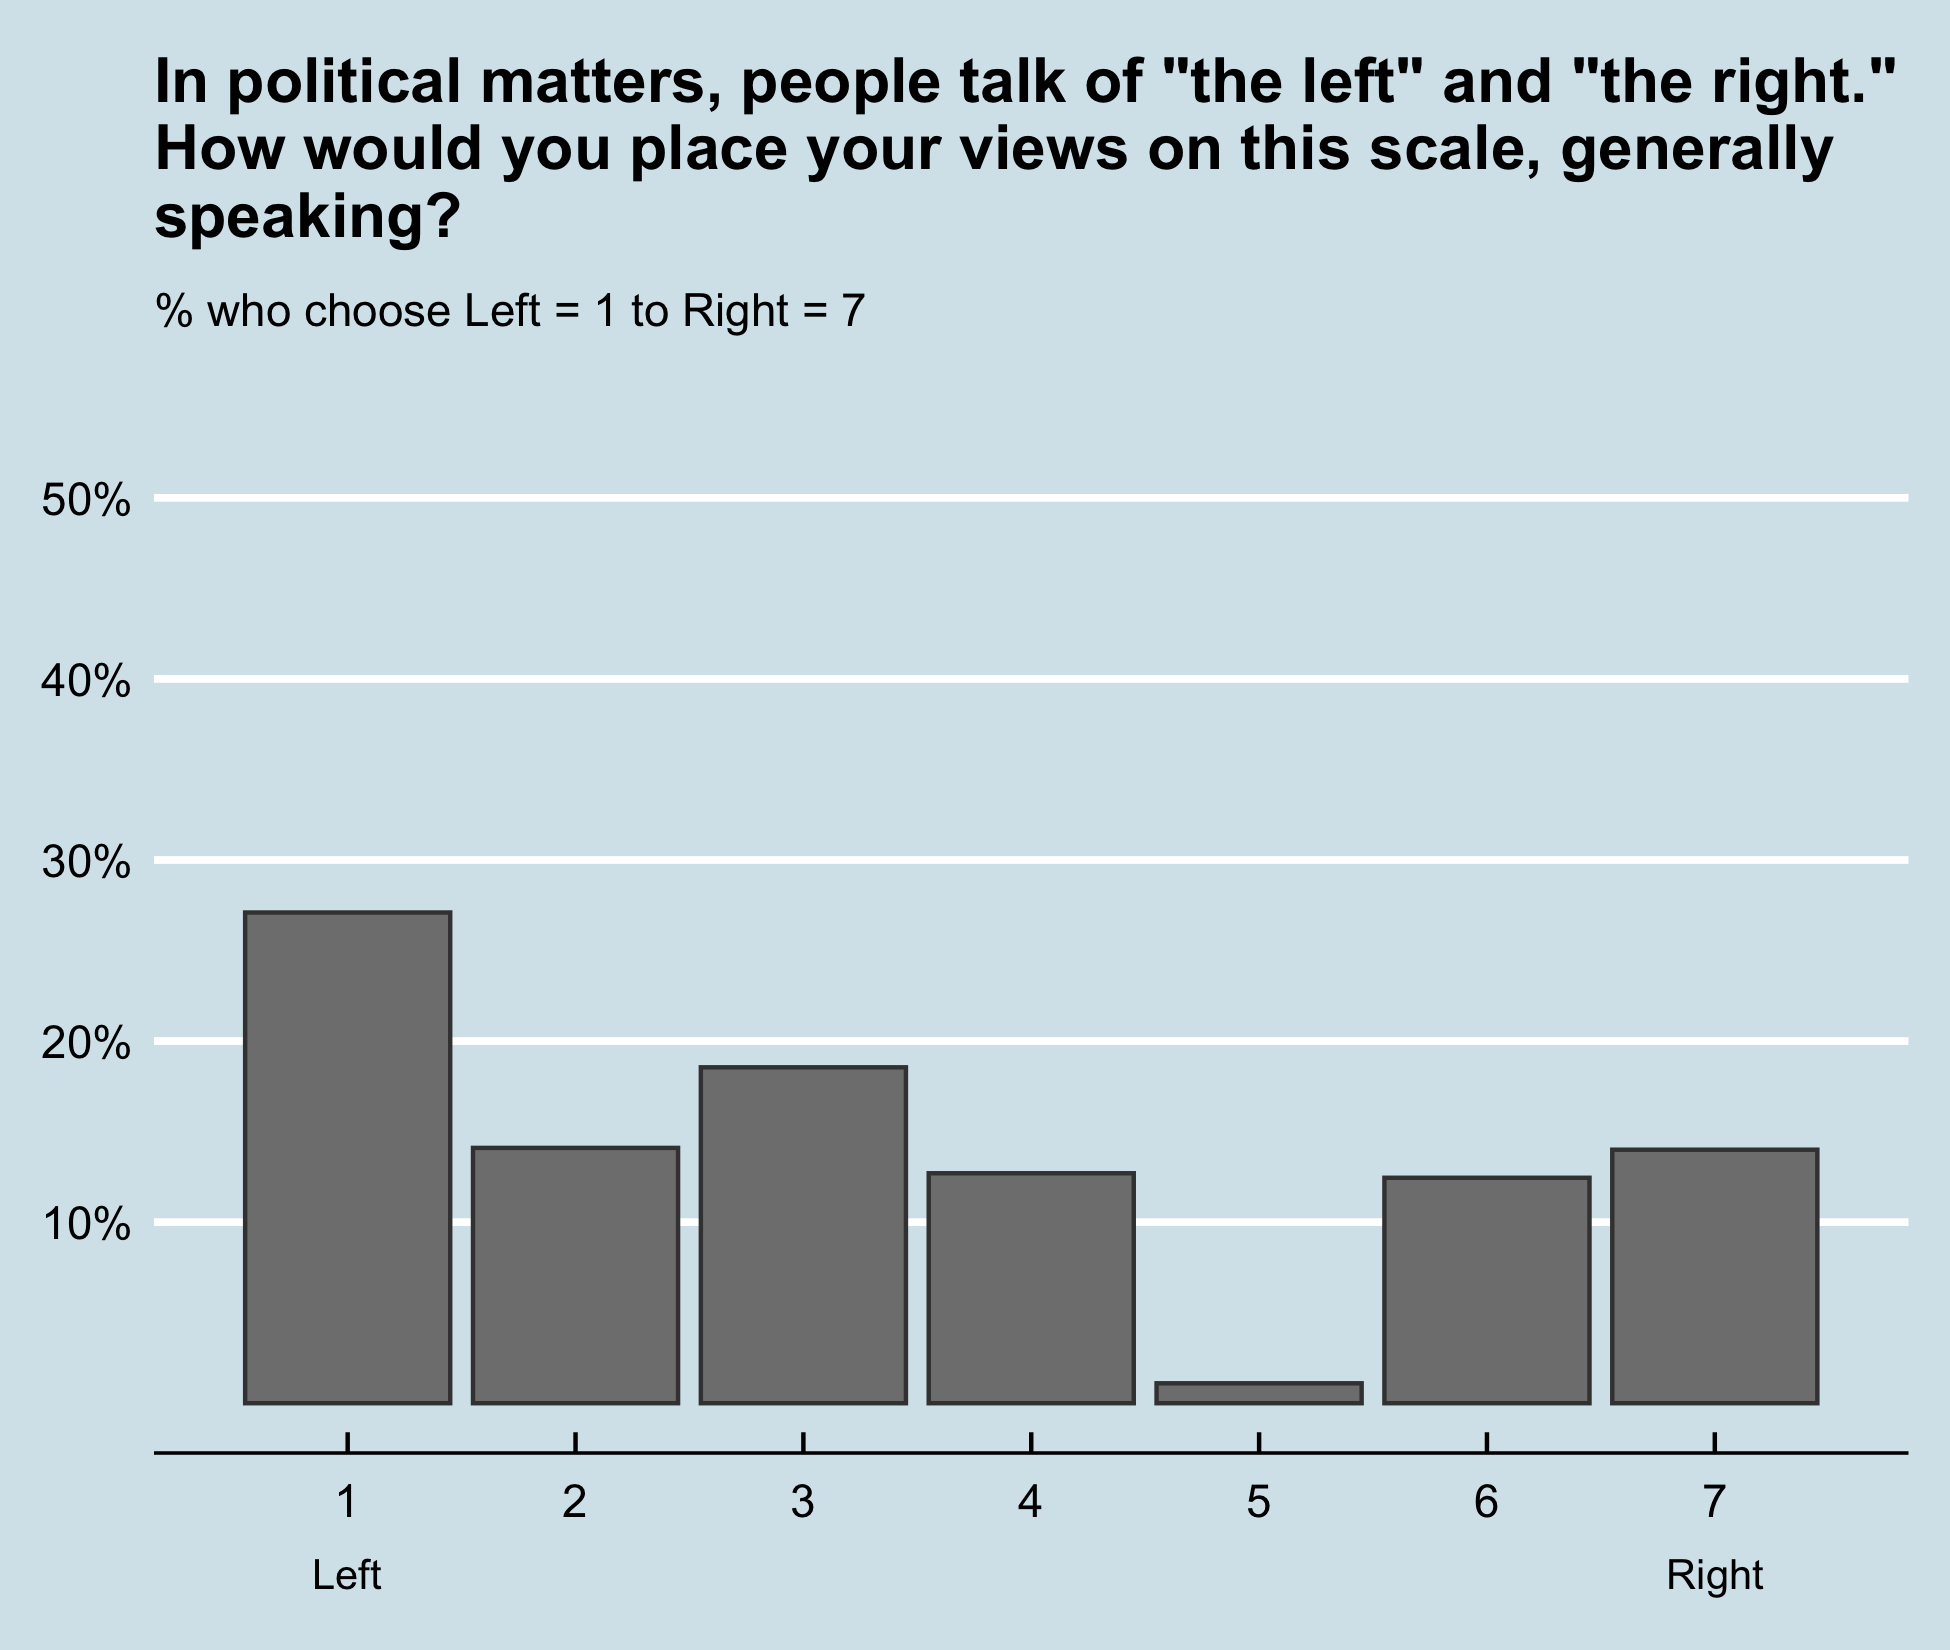 In political matters, people talk of "the left" and "the right."
How would you place your views on this scale, generally
speaking?
% who choose Left = 1 to Right = 7
50%
40%
30%
20%
10%
1 2 3 4 5 6 7
Left Right